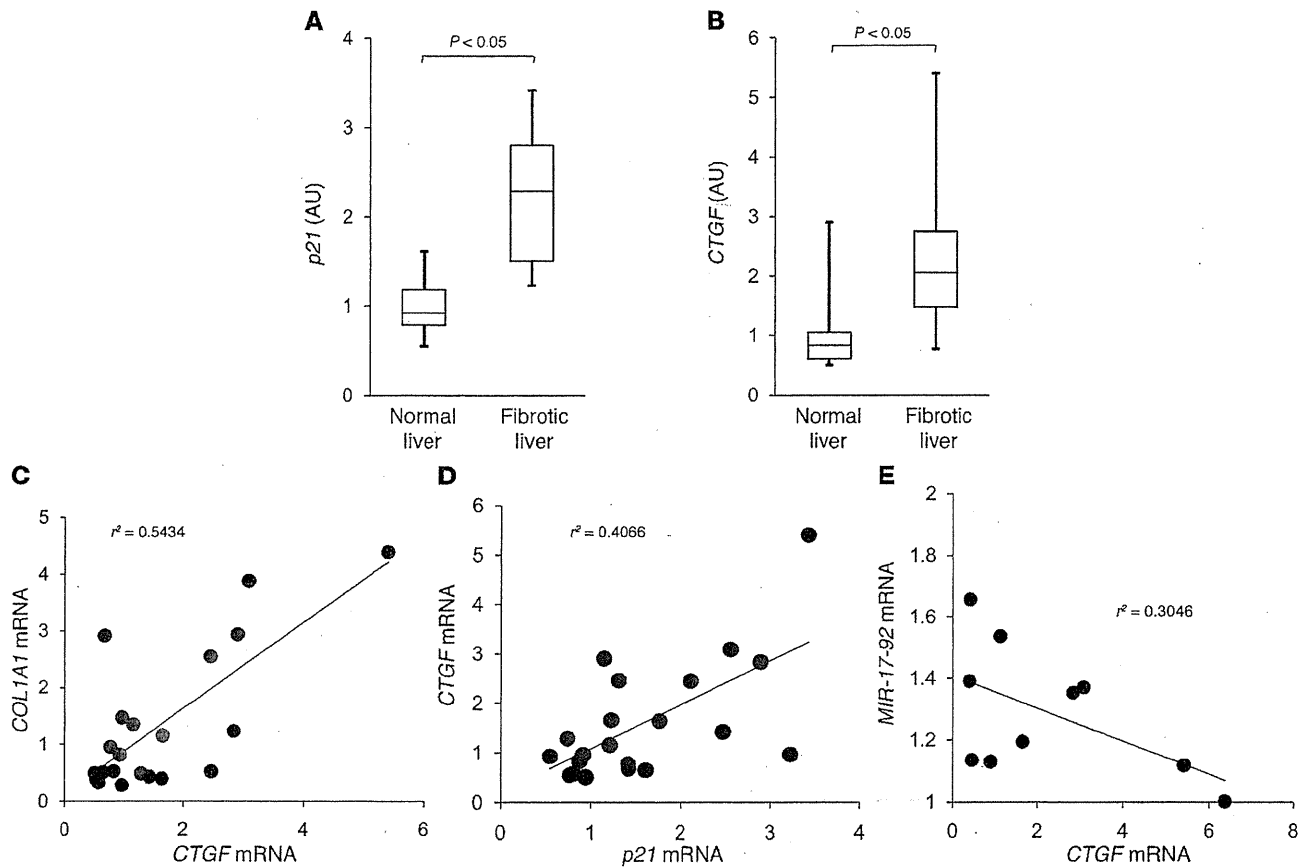 A
B
4
3
2
1
0
p21 (AU)
P < 0.05
Normal liver
Fibrotic liver
6
5
4
3
2
1
0
CTGF (AU)
P < 0.05
Normal liver
Fibrotic liver
C
D
E
5
4
3
2
1
0
COL1A1 mRNA
r² = 0.5434
0 2 4 6
CTGF mRNA
6
5
4
3
2
1
0
CTGF mRNA
r² = 0.4066
0 1 2 3 4
p21 mRNA
2
1.8
1.6
1.4
1.2
1
MIR-17-92 mRNA
r² = 0.3046
0 2 4 6 8
CTGF mRNA